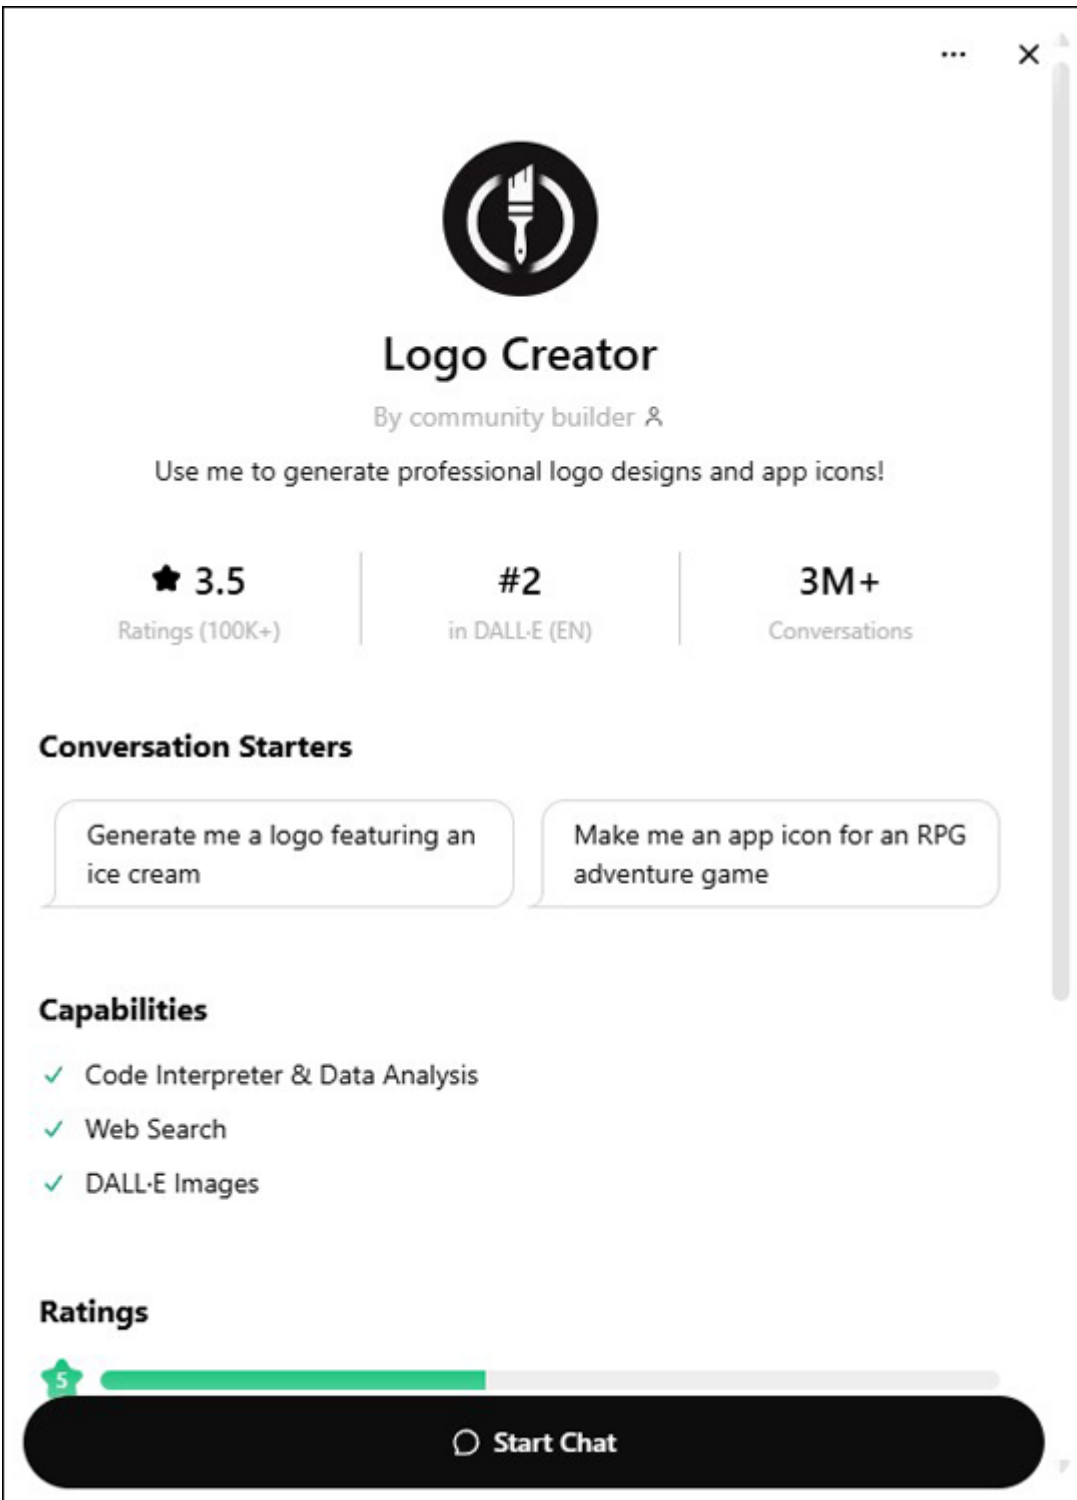 Logo Creator
By community builder
Use me to generate professional logo designs and app icons!
3.5
Ratings (100K+)
#2
in DALL·E (EN)
3M+
Conversations
Conversation Starters
Generate me a logo featuring an
ice cream
Make me an app icon for an RPG
adventure game
Capabilities
Code Interpreter & Data Analysis
Web Search
DALL·E Images
Ratings
5
Start Chat